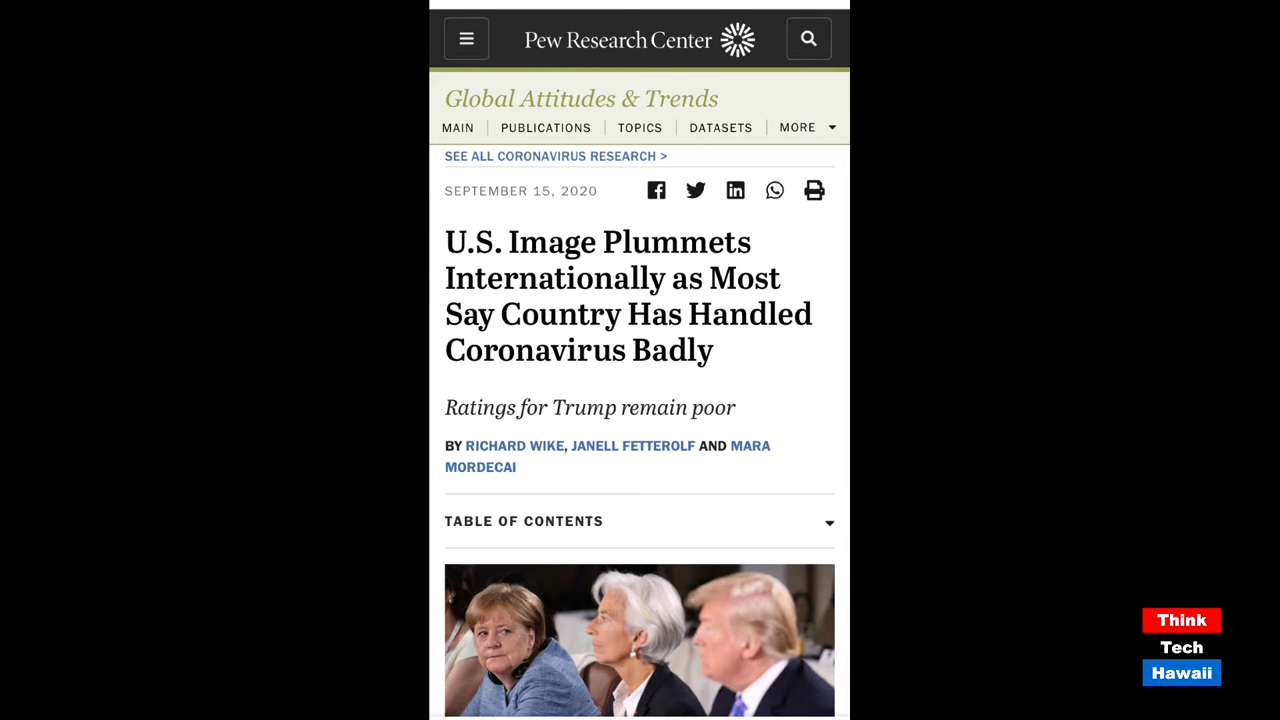 Pew Research Center
Global Attitudes & Trends
MAIN PUBLICATIONS TOPICS DATASETS MORE
SEE ALL CORONAVIRUS RESEARCH >
SEPTEMBER 15, 2020
U.S. Image Plummets
Internationally as Most
Say Country Has Handled
Coronavirus Badly
Ratings for Trump remain poor
BY RICHARD WIKE, JANELL FETTEROLF AND MARA
MORDECAI
TABLE OF CONTENTS
Think
Tech
Hawaii